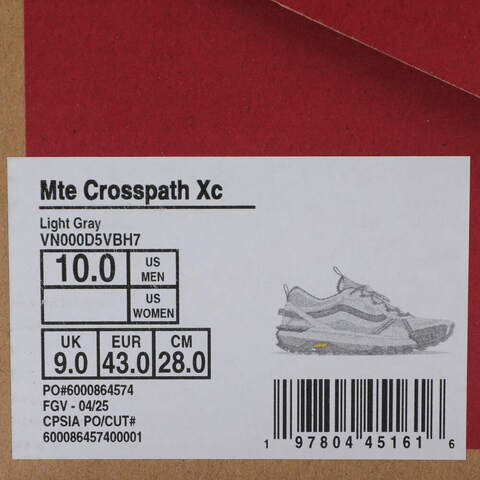 Mte Crosspath Xc
Light Gray
VN000D5VBH7
10.0 US MEN
US WOMEN
UK EUR CM
9.0 43.0 28.0
PO#6000864574
FGV - 04/25
CPSIA PO/CUT#
600086457400001
1 97804 45161 6